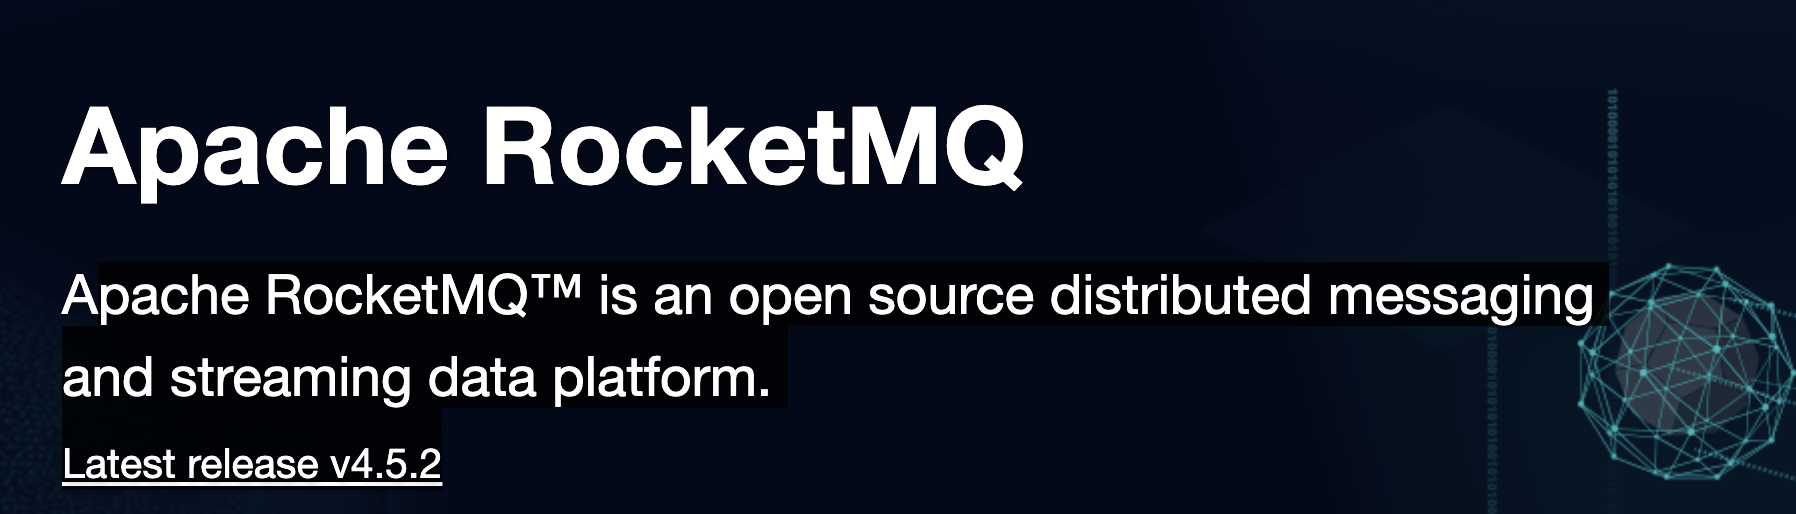 Apache RocketMQ
Apache RocketMQ™ is an open source distributed messaging
and streaming data platform.
Latest release v4.5.2